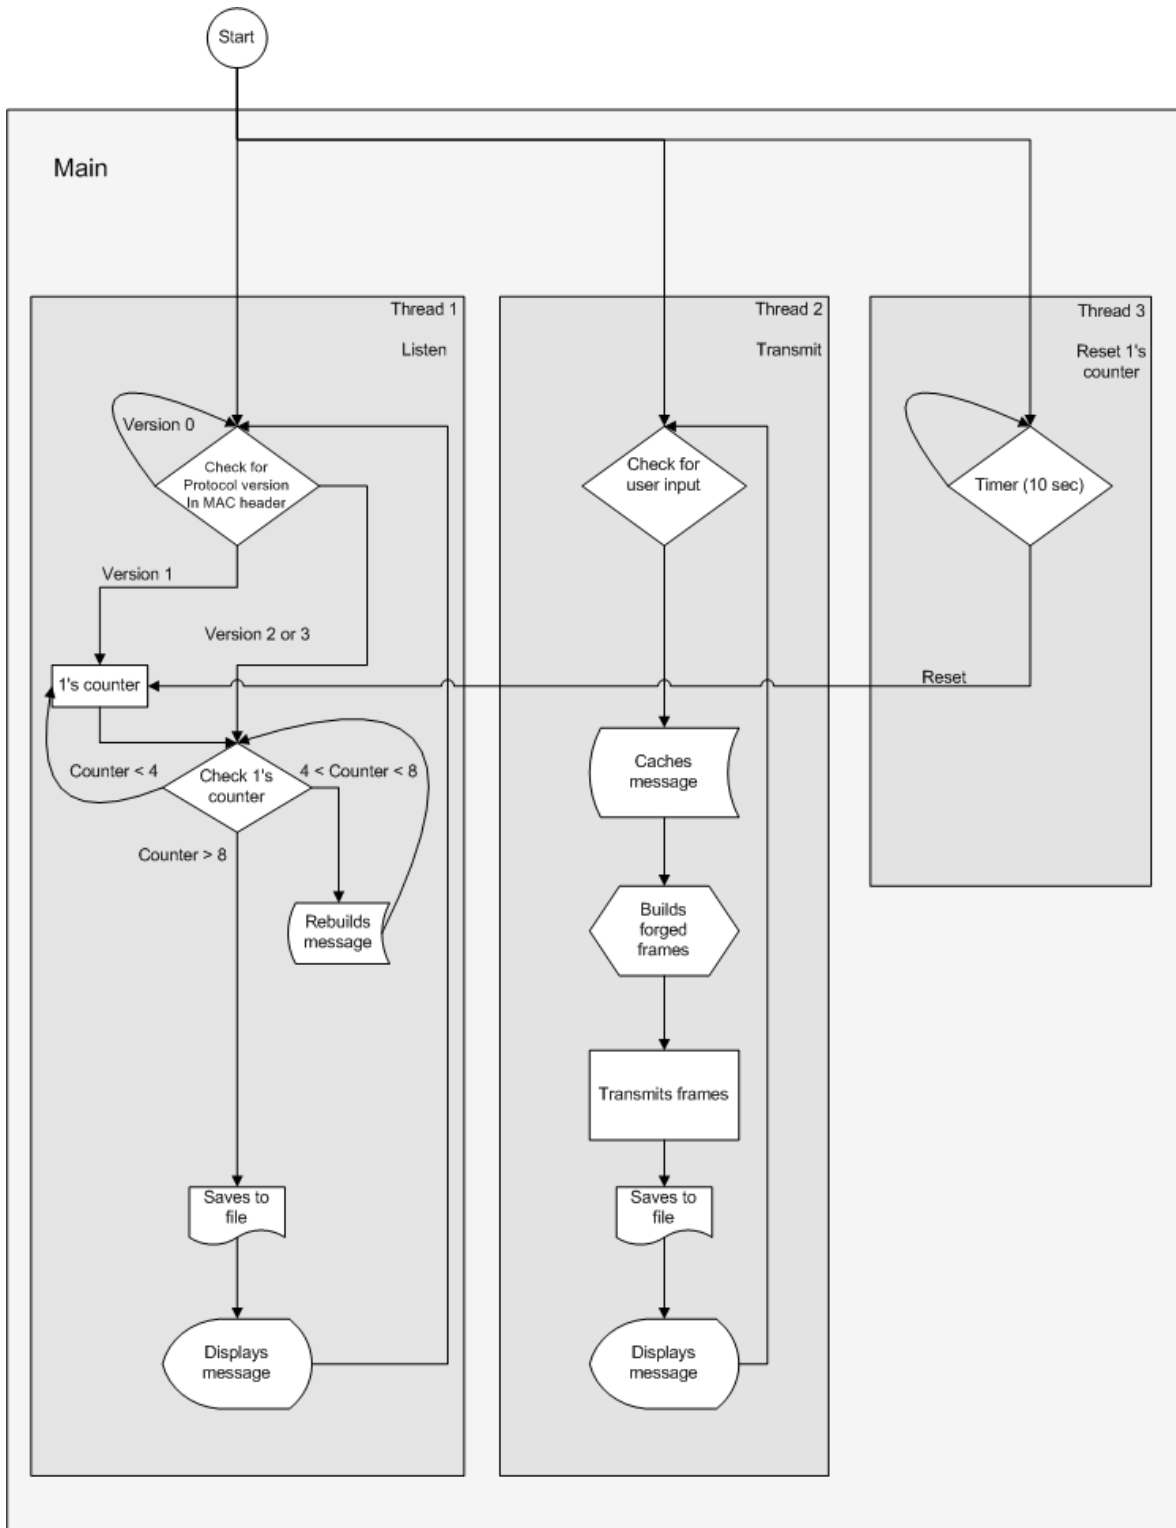 Start
Main
Thread 1
Listen
Version 0
Check for
Protocol version
In MAC header
Version 1
Version 2 or 3
1's counter
Counter < 4
Check 1's
counter
4 < Counter < 8
Counter > 8
Rebuilds
message
Saves to
file
Displays
message
Thread 2
Transmit
Check for
user input
Caches
message
Builds
forged
frames
Transmits frames
Saves to
file
Displays
message
Thread 3
Reset 1's
counter
Timer (10 sec)
Reset